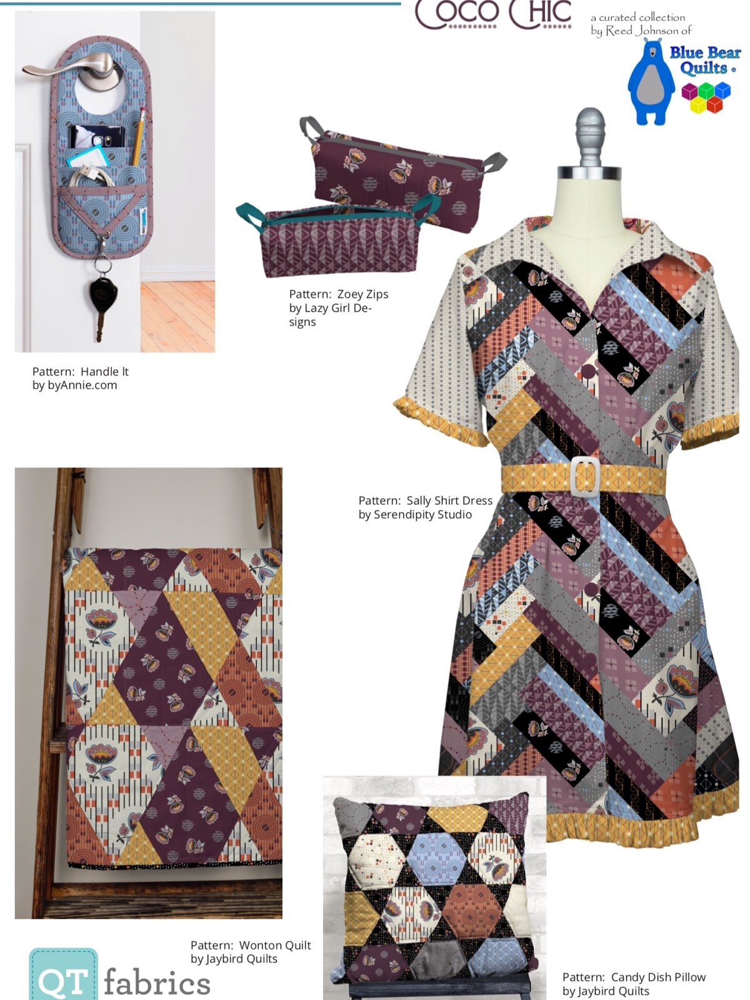 COCO CHIC
a curated collection
by Reed Johnson of
Blue Bear
Quilts
Pattern: Zoey Zips
by Lazy Girl De-
signs
Pattern: Handle It
by byAnnie.com
Pattern: Sally Shirt Dress
by Serendipity Studio
Pattern: Wonton Quilt
by Jaybird Quilts
QT fabrics
Pattern: Candy Dish Pillow
by Jaybird Quilts